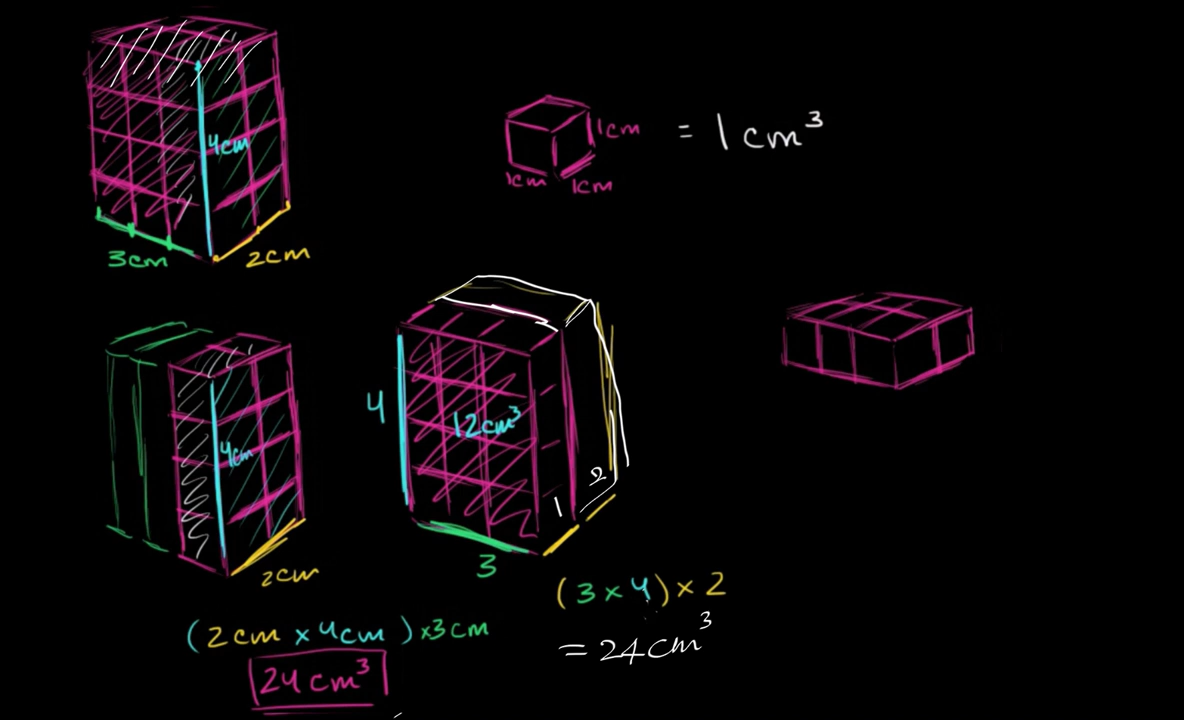 4cm
3cm
2cm
1cm
1cm
1cm
= 1 cm³
4cm
2cm
(2cm x 4cm) x3cm
24 cm³
4
12cm³
1
2
3
(3 x 4) x 2
= 24cm³